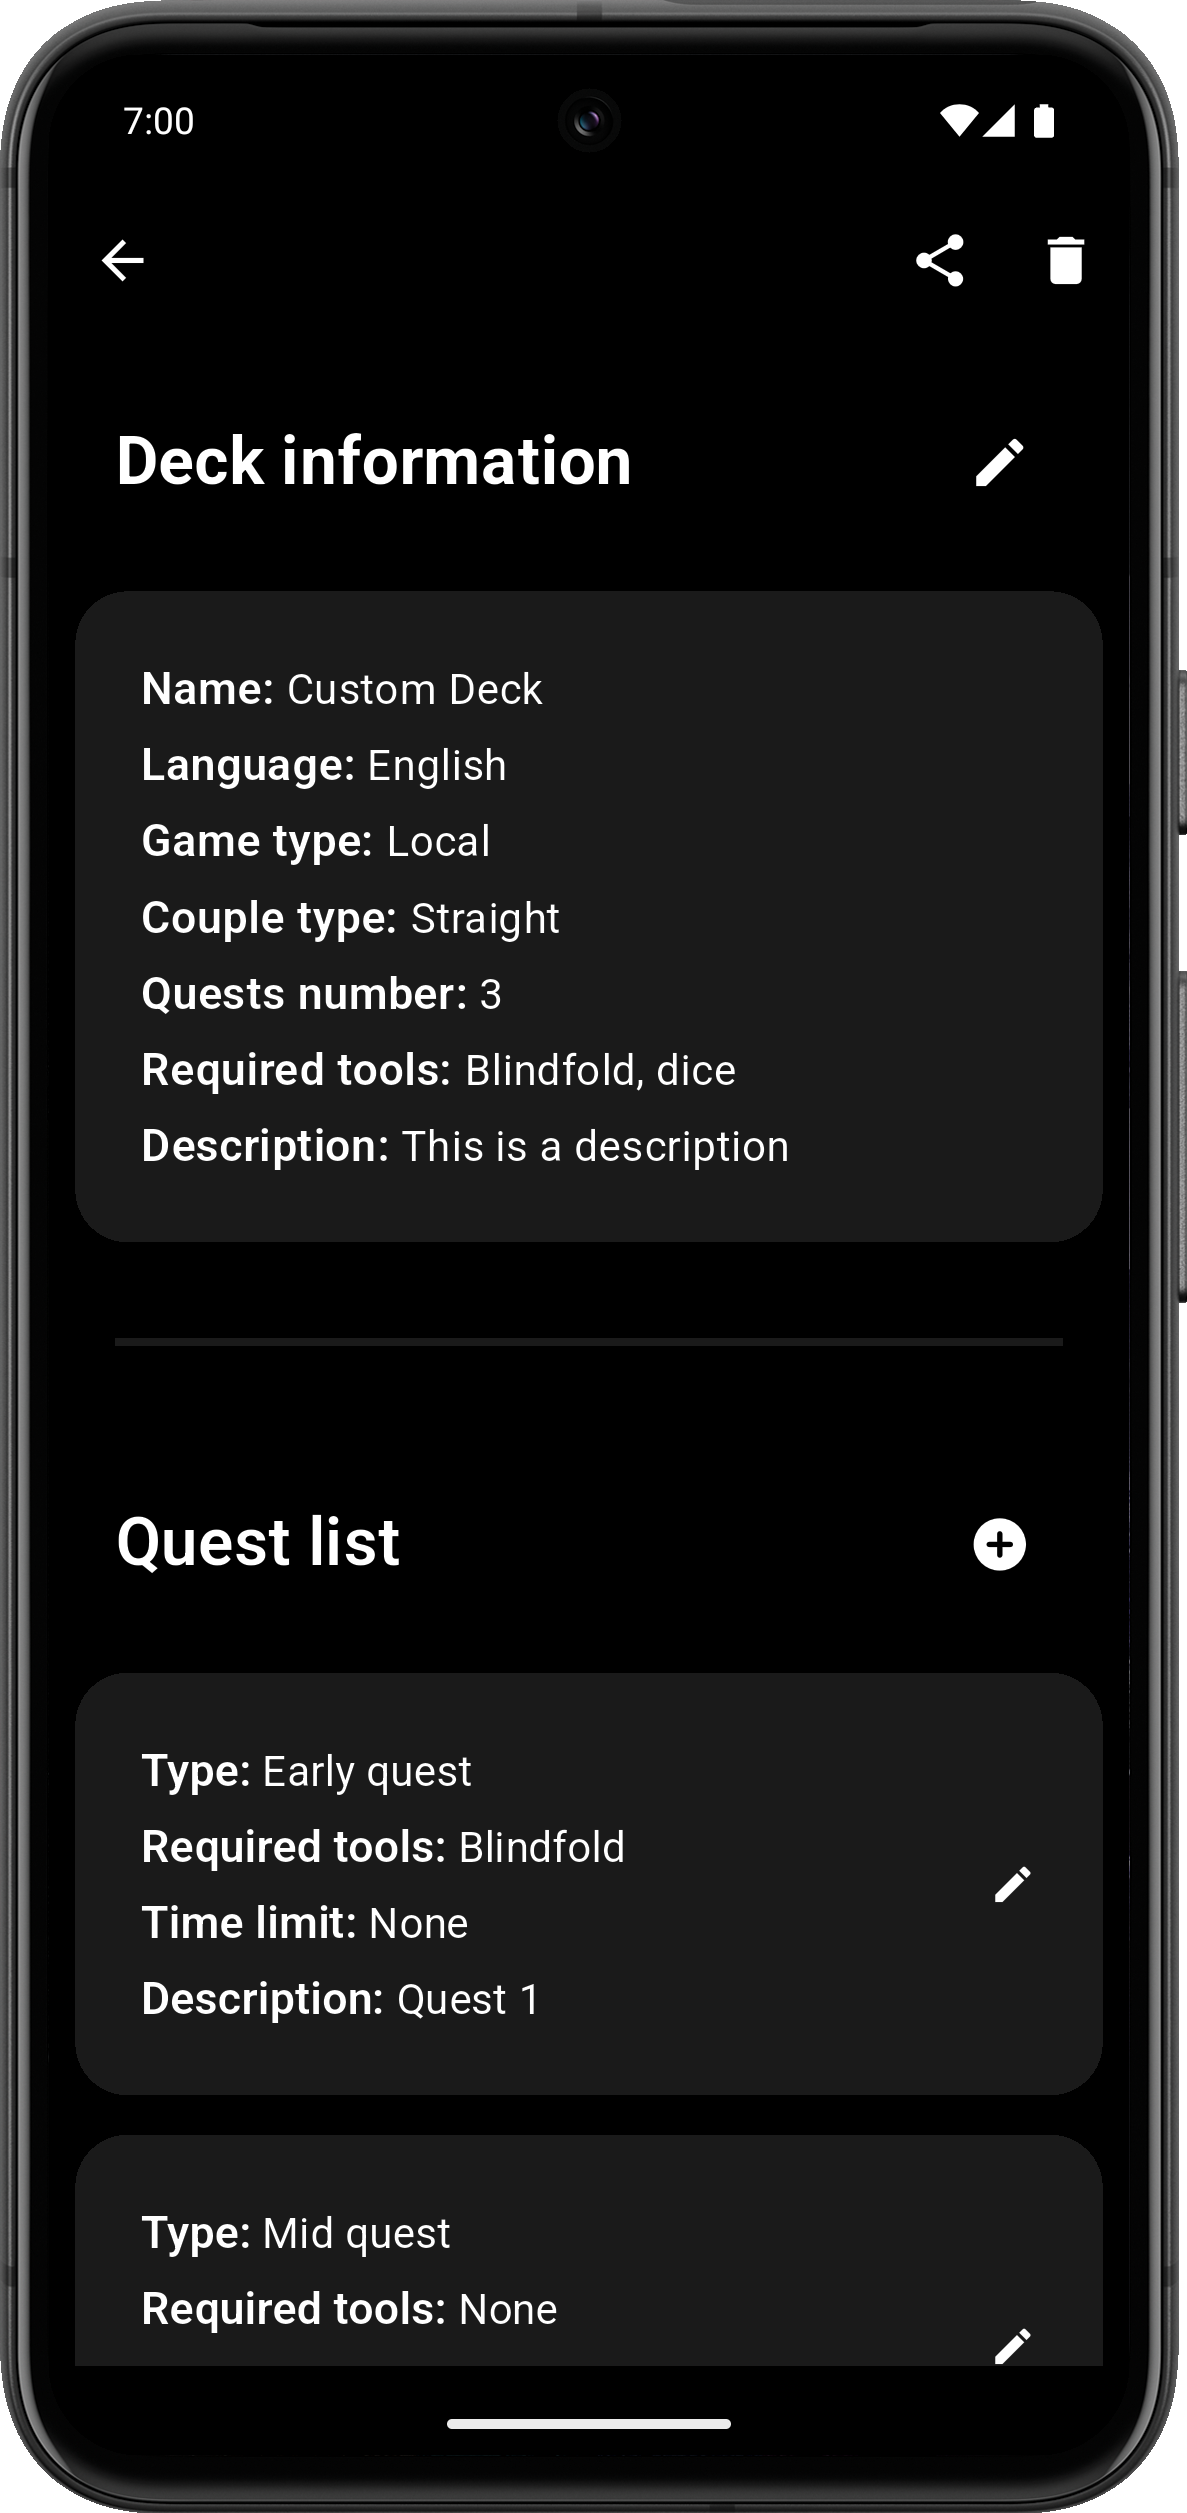 7:00
Deck information
Name: Custom Deck
Language: English
Game type: Local
Couple type: Straight
Quests number: 3
Required tools: Blindfold, dice
Description: This is a description
Quest list
Type: Early quest
Required tools: Blindfold
Time limit: None
Description: Quest 1
Type: Mid quest
Required tools: None